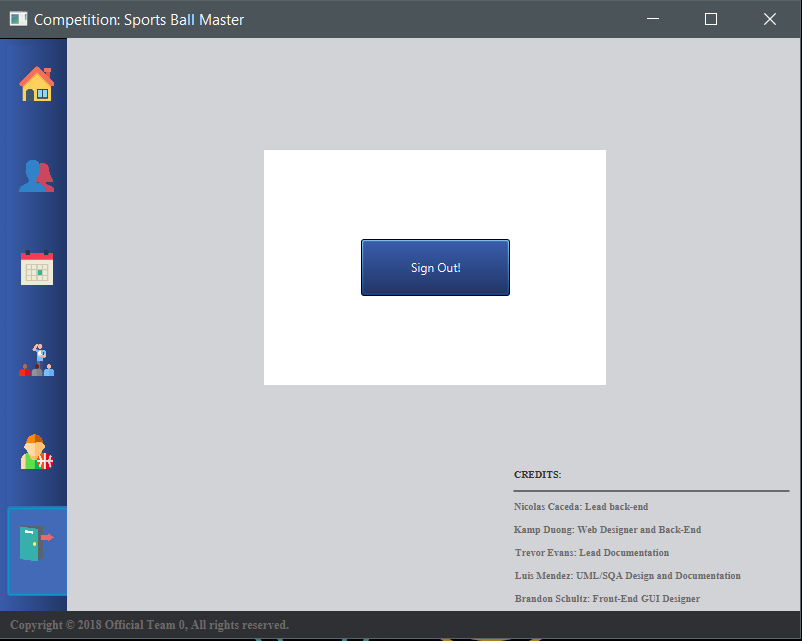 Competition: Sports Ball Master
Sign Out!
CREDITS:
Nicolas Caceda: Lead back-end
Kamp Duong: Web Designer and Back-End
Trevor Evans: Lead Documentation
Luis Mendez: UML/SQA Design and Documentation
Brandon Schultz: Front-End GUI Designer
Copyright © 2018 Official Team 0, All rights reserved.